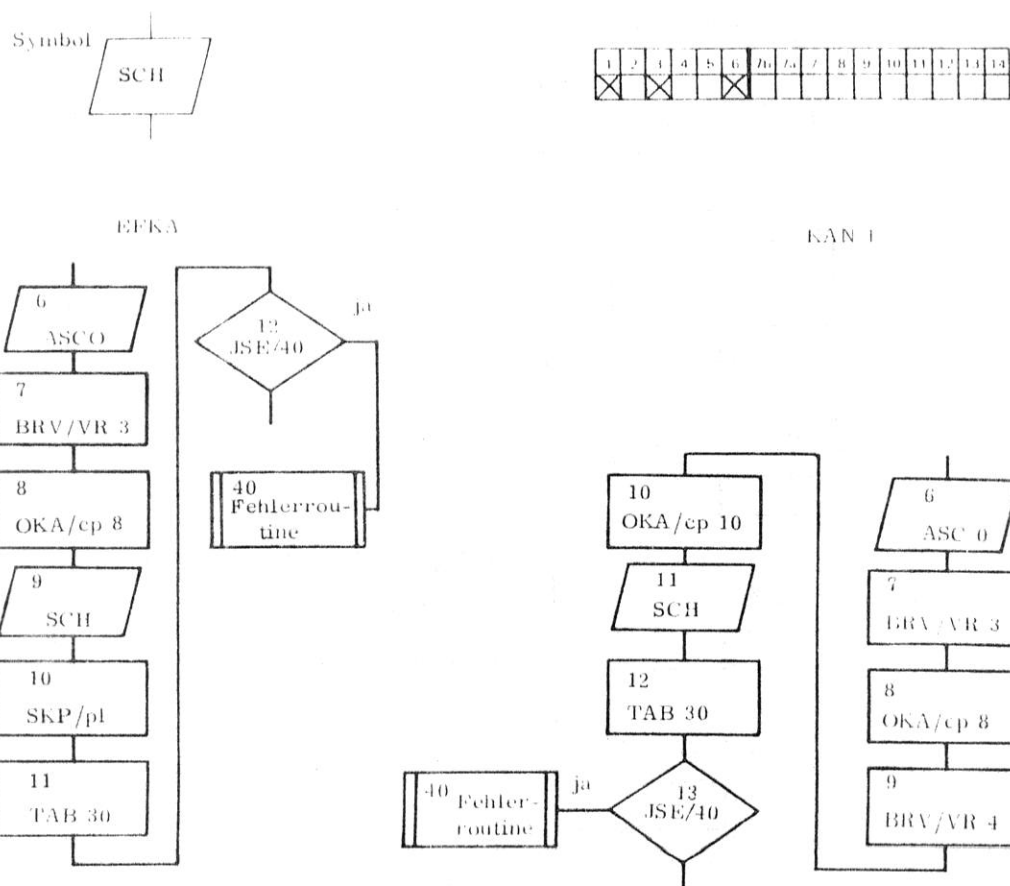 Symbol
SCH
1 2 3 4 5 6 7b 7a 7 8 9 10 11 12 13 14
EFKA
KAN 1
6
ASCO
7
BRV/VR 3
8
OKA/cp 8
9
SCH
10
SKP/pl
11
TAB 30
12
JSE/40
ja
40
Fehlerrou-
tine
10
OKA/cp 10
11
SCH
12
TAB 30
13
JSE/40
ja
40 Fehler-
routine
6
ASC 0
7
BRV/VR 3
8
OKA/cp 8
9
BRV/VR 4